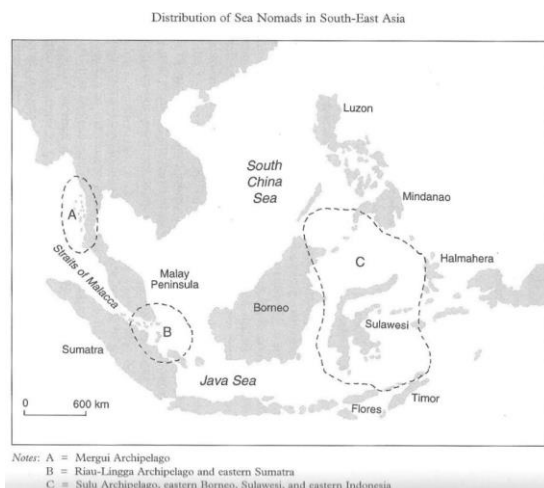 Distribution of Sea Nomads in South-East Asia
Luzon
South
China
Sea
Mindanao
A
C
Halmahera
Straits of Malacca
Malay
Peninsula
Borneo
B
Sulawesi
Sumatra
Java Sea
0 600 km
Timor
Flores
Notes: A = Mergui Archipelago
B = Riau-Lingga Archipelago and eastern Sumatra
C = Sulu Archipelago, eastern Borneo, Sulawesi, and eastern Indonesia